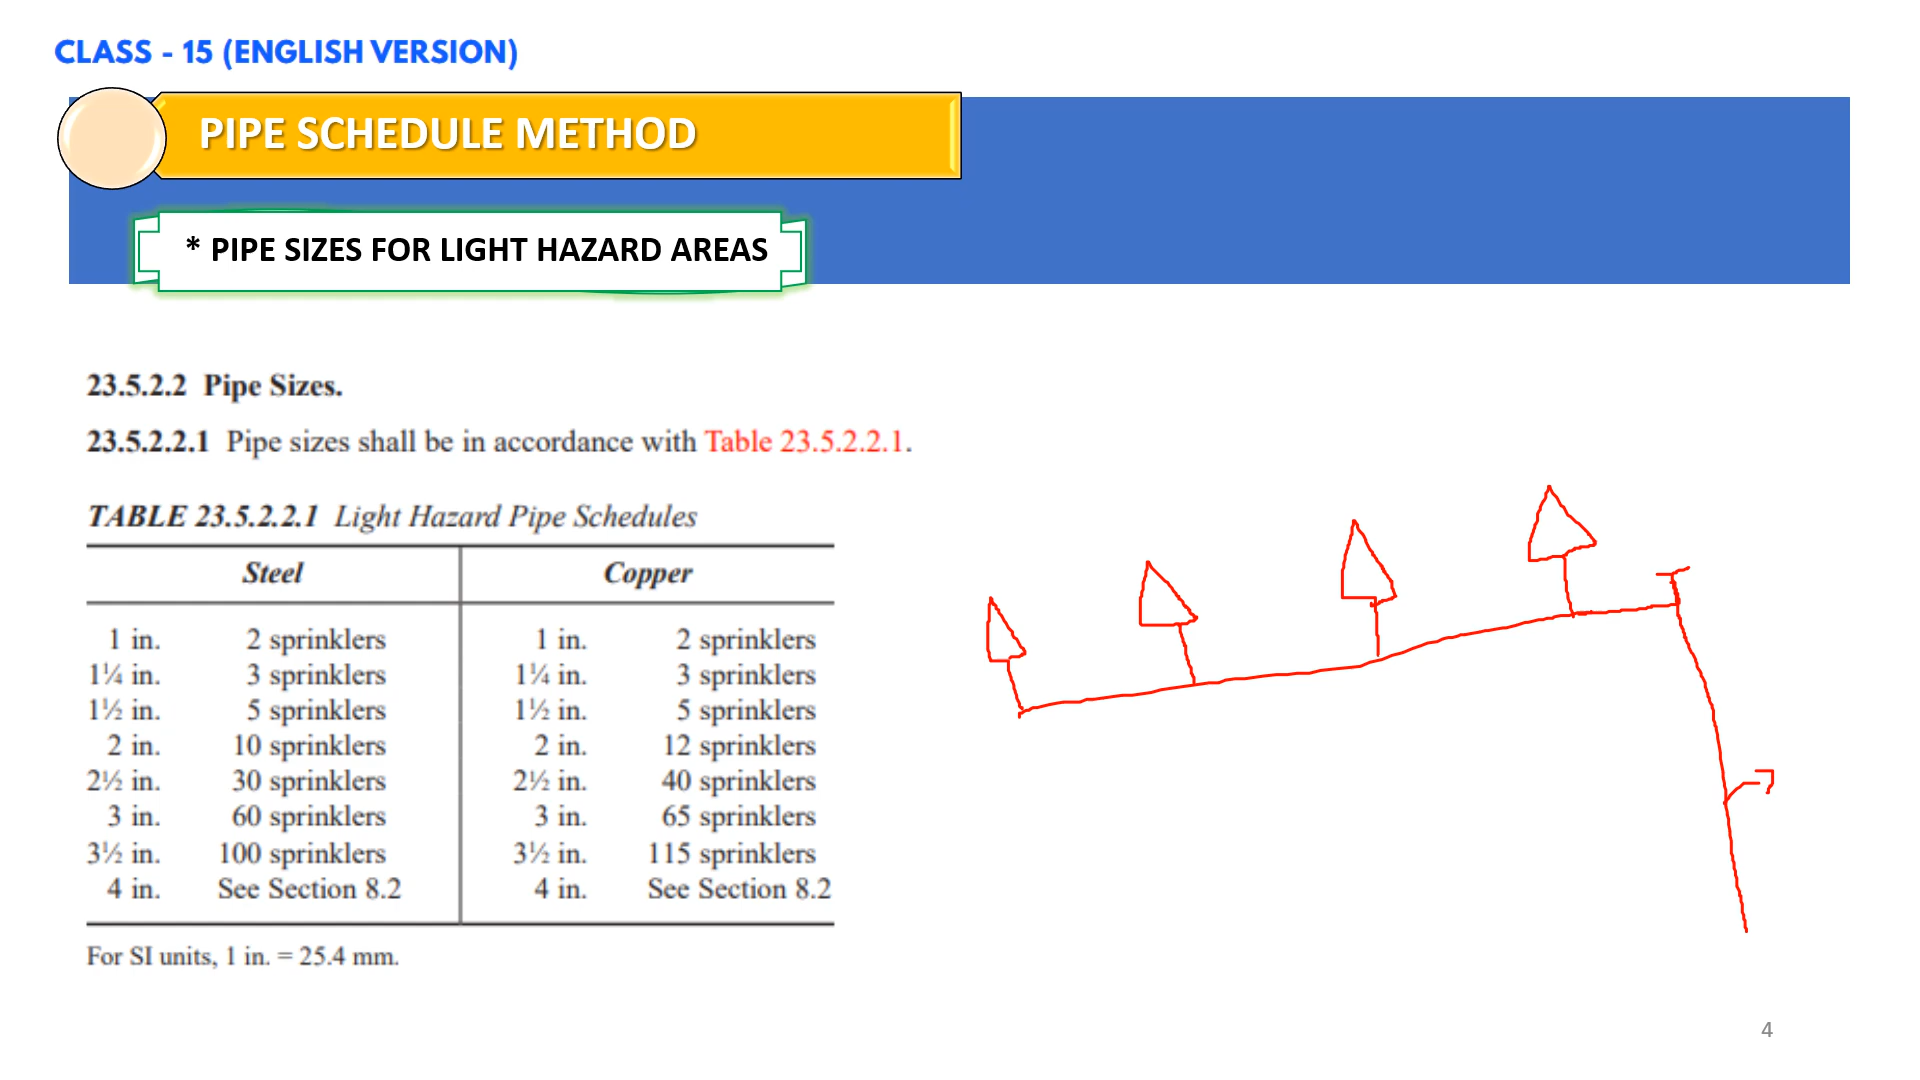 CLASS - 15 (ENGLISH VERSION)
PIPE SCHEDULE METHOD
* PIPE SIZES FOR LIGHT HAZARD AREAS
23.5.2.2 Pipe Sizes.
23.5.2.2.1 Pipe sizes shall be in accordance with Table 23.5.2.2.1.
TABLE 23.5.2.2.1 Light Hazard Pipe Schedules
Steel Copper
1 in. 2 sprinklers 1 in. 2 sprinklers
1¼ in. 3 sprinklers 1¼ in. 3 sprinklers
1½ in. 5 sprinklers 1½ in. 5 sprinklers
2 in. 10 sprinklers 2 in. 12 sprinklers
2½ in. 30 sprinklers 2½ in. 40 sprinklers
3 in. 60 sprinklers 3 in. 65 sprinklers
3½ in. 100 sprinklers 3½ in. 115 sprinklers
4 in. See Section 8.2 4 in. See Section 8.2
For SI units, 1 in. = 25.4 mm.
4